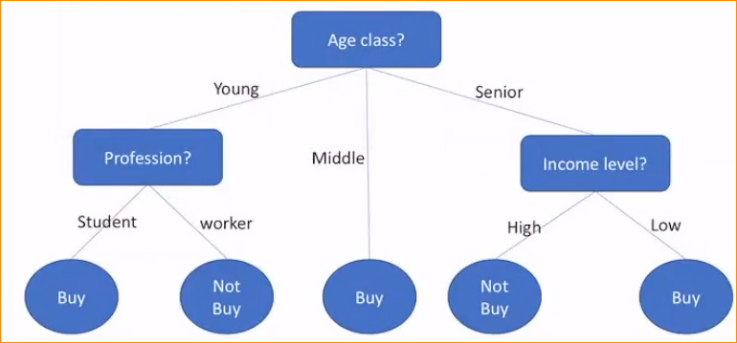 Age class?
Young
Senior
Profession?
Middle
Income level?
Student
worker
High
Low
Buy
Not
Buy
Buy
Not
Buy
Buy